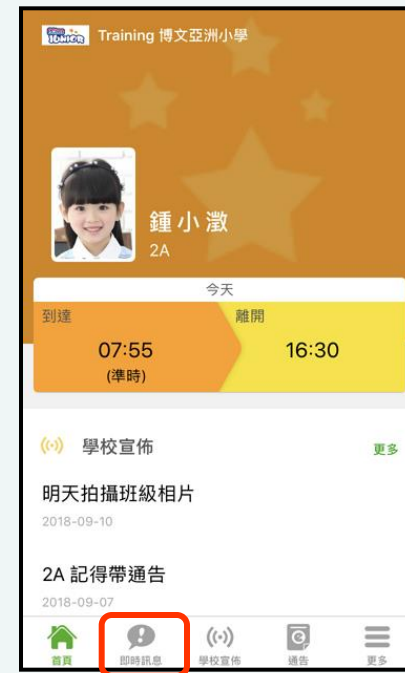 Training 博文亞洲小學
鍾小澂
2A
今天
到達
離開
07:55
16:30
(準時)
學校宣佈
更多
明天拍攝班級相片
2018-09-10
2A 記得帶通告
2018-09-07
首頁
即時訊息
學校宣佈
通告
更多